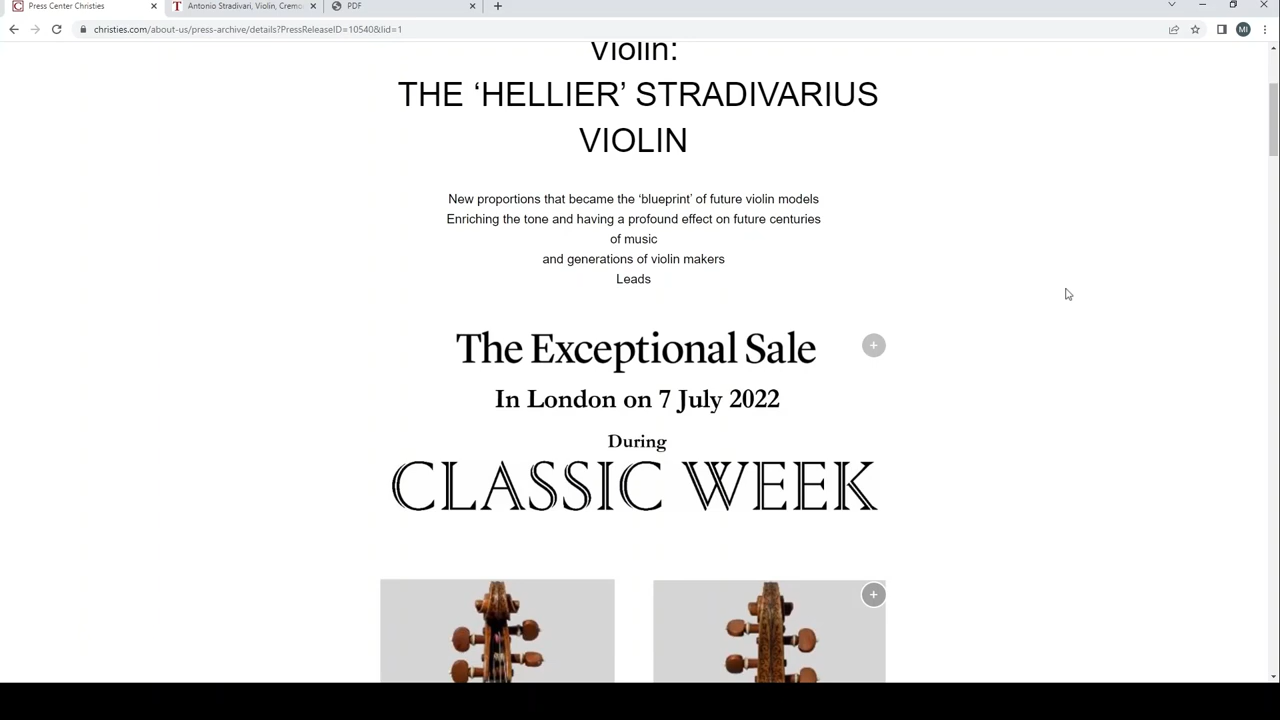 Press Center Christies
Antonio Stradivari, Violin, Cremo
PDF
christies.com/about-us/press-archive/details?PressReleaseID=10540&lid=1
MI
Violin:
THE ‘HELLIER’ STRADIVARIUS
VIOLIN
New proportions that became the ‘blueprint’ of future violin models
Enriching the tone and having a profound effect on future centuries
of music
and generations of violin makers
Leads
The Exceptional Sale
In London on 7 July 2022
During
CLASSIC WEEK